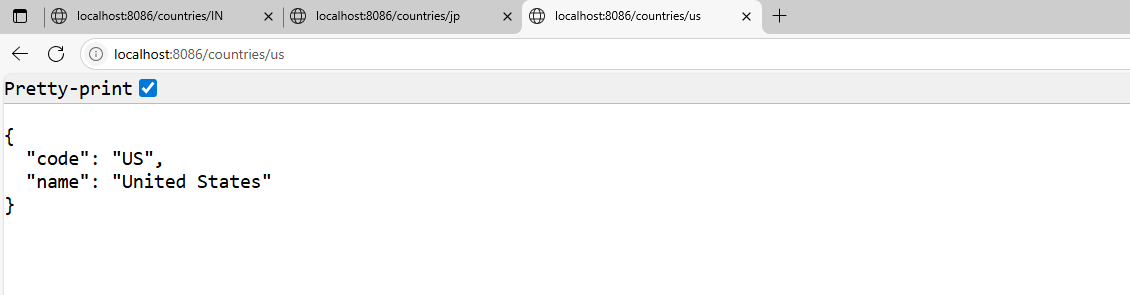 localhost:8086/countries/IN
localhost:8086/countries/jp
localhost:8086/countries/us
localhost:8086/countries/us
Pretty-print
{
  "code": "US",
  "name": "United States"
}